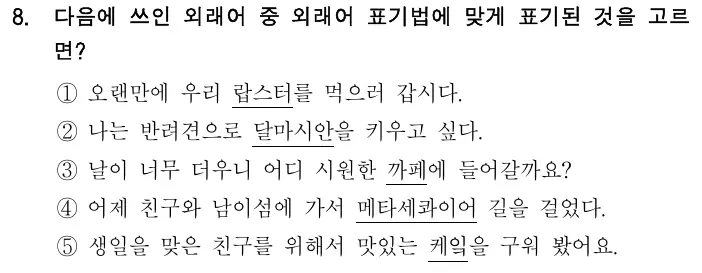 8. 다음에 쓰인 외래어 중 외래어 표기법에 맞게 표기된 것을 고르
면?
① 오랜만에 우리 랍스터를 먹으러 갑시다.
② 나는 반려견으로 달마시안을 키우고 싶다.
③ 날이 너무 더우니 어디 시원한 까페에 들어갈까요?
④ 어제 친구와 남이섬에 가서 메타세콰이어 길을 걸었다.
⑤ 생일을 맞은 친구를 위해서 맛있는 케잌을 구워 봤어요.